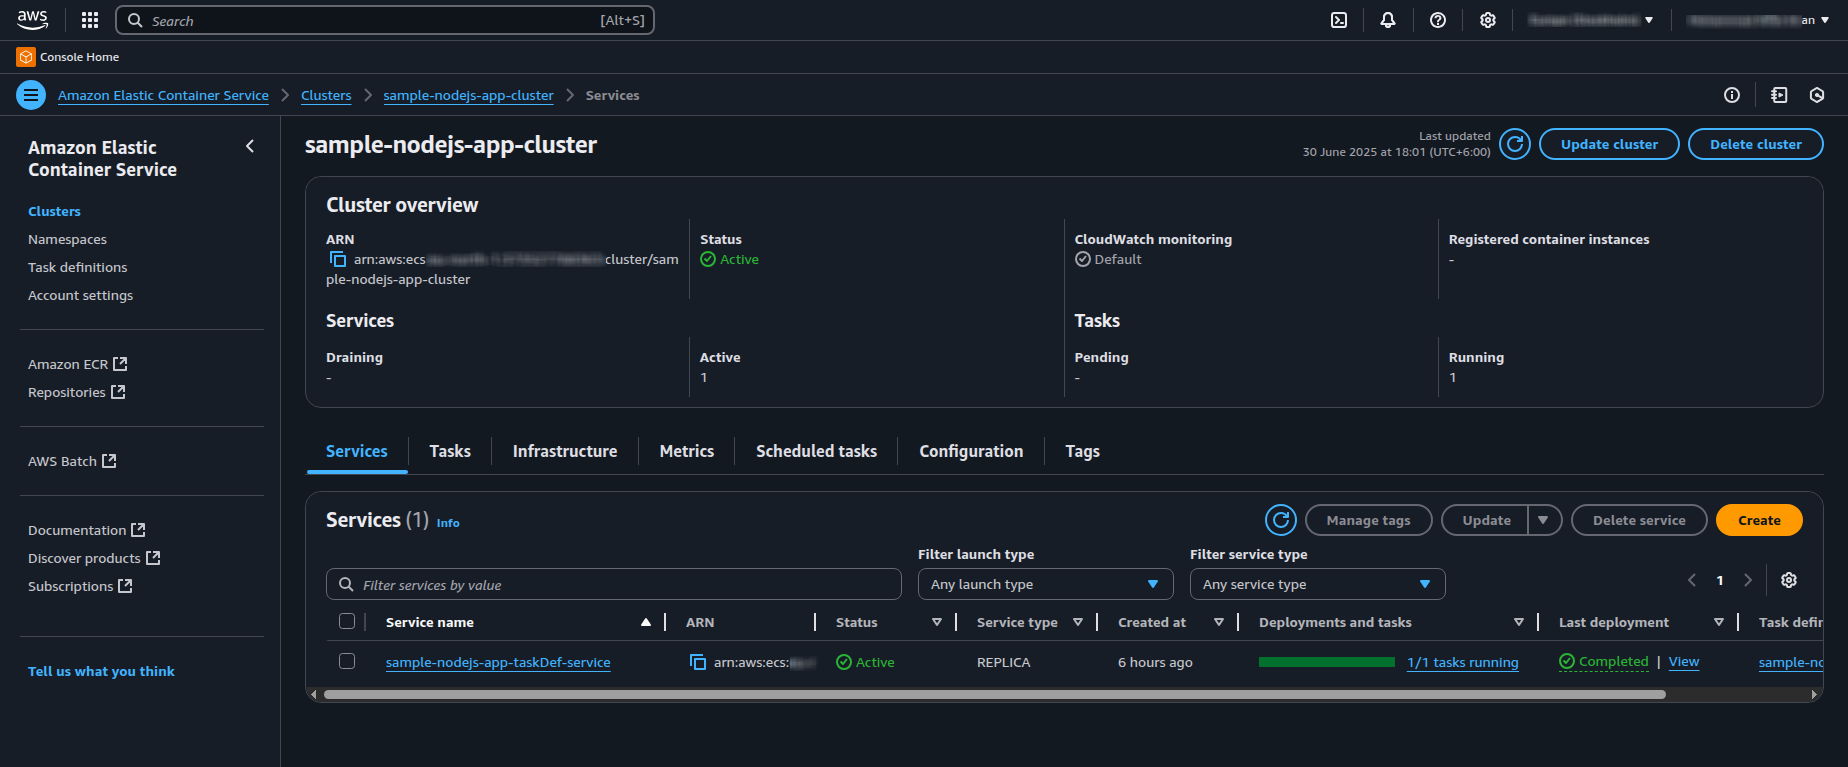 aws
Search [Alt+S]
an
Console Home
Amazon Elastic Container Service > Clusters > sample-nodejs-app-cluster > Services
Amazon Elastic
Container Service
Clusters
Namespaces
Task definitions
Account settings
Amazon ECR
Repositories
AWS Batch
Documentation
Discover products
Subscriptions
Tell us what you think
sample-nodejs-app-cluster
Last updated
30 June 2025 at 18:01 (UTC+6:00)
Update cluster Delete cluster
Cluster overview
ARN
arn:aws:ecs cluster/sam
ple-nodejs-app-cluster
Status
Active
CloudWatch monitoring
Default
Registered container instances
-
Services
Draining
-
Active
1
Tasks
Pending
-
Running
1
Services Tasks Infrastructure Metrics Scheduled tasks Configuration Tags
Services (1) Info
Manage tags Update Delete service Create
Filter launch type Filter service type
Filter services by value Any launch type Any service type 1
Service name ARN Status Service type Created at Deployments and tasks Last deployment Task defin
sample-nodejs-app-taskDef-service arn:aws:ecs: Active REPLICA 6 hours ago 1/1 tasks running Completed | View sample-no